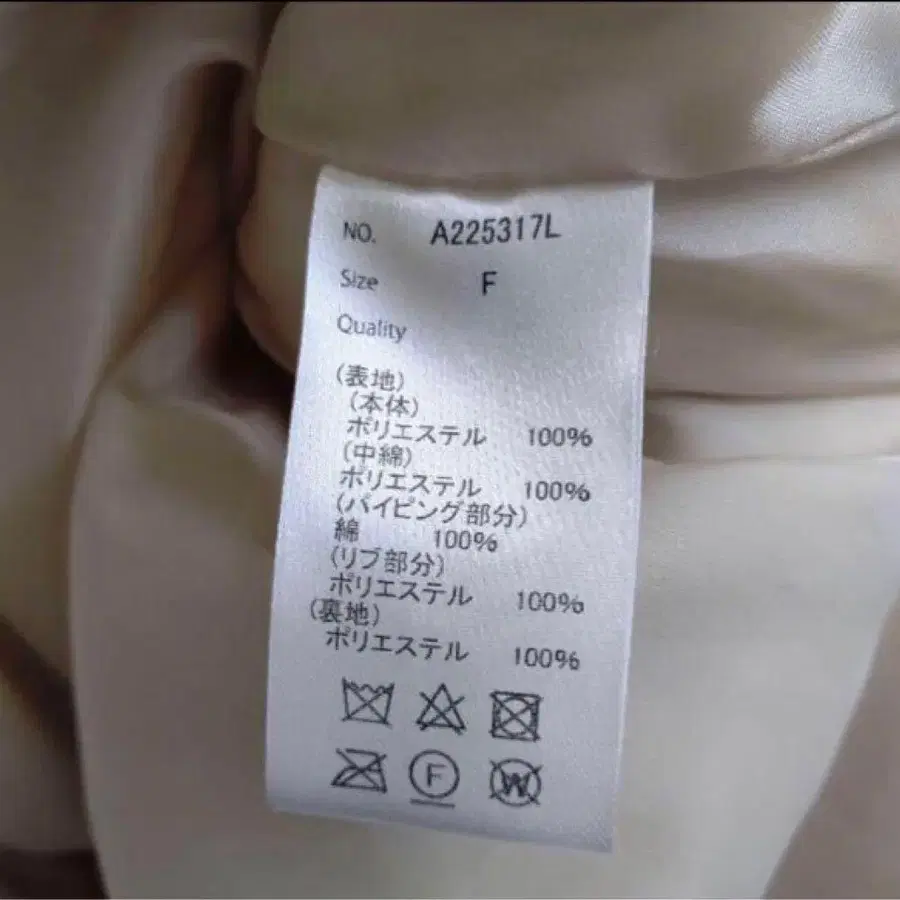 NO. A225317L
Size F
Quality
(表地)
(本体)
ポリエステル 100%
(中綿)
ポリエステル 100%
(パイピング部分)
綿 100%
(リブ部分)
ポリエステル 100%
(裏地)
ポリエステル 100%
F W